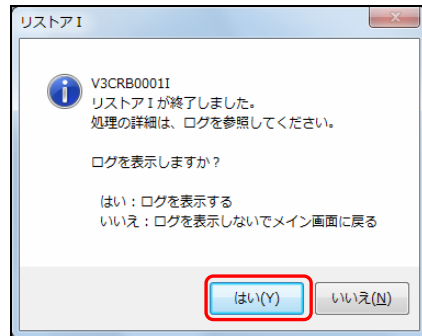 リストアⅠ
V3CRB0001I
リストアⅠが終了しました。
処理の詳細は、ログを参照してください。
ログを表示しますか？
はい：ログを表示する
いいえ：ログを表示しないでメイン画面に戻る
はい(Y) いいえ(N)